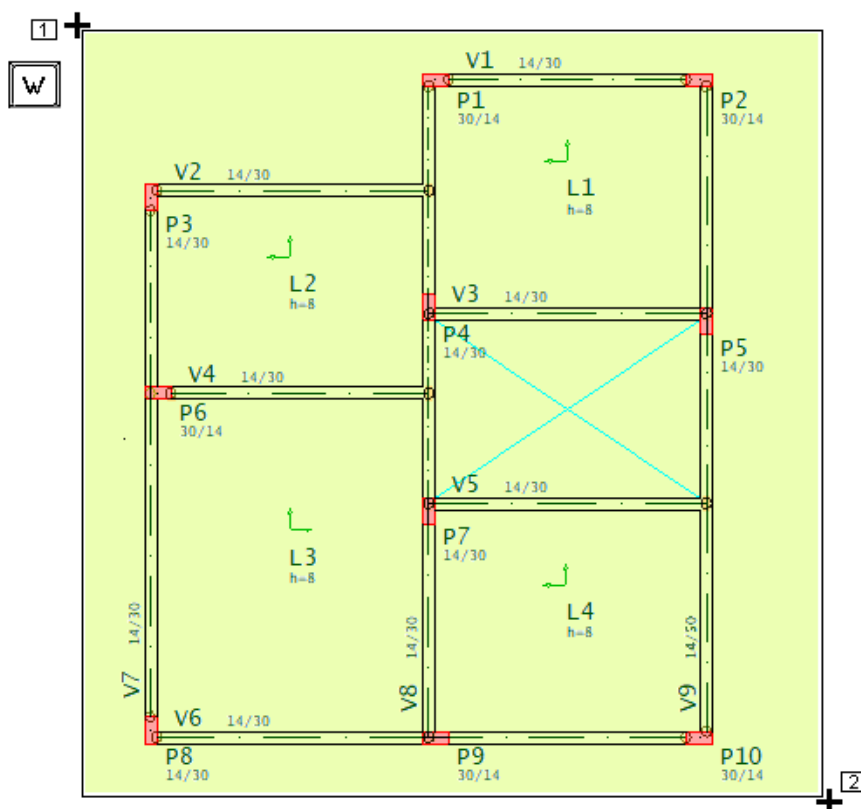 1
W
V1 14/30
P1
30/14
P2
30/14
V2 14/30
P3
14/30
L1
h=8
L2
h=8
V3 14/30
P4
14/30
P5
14/30
V4 14/30
P6
30/14
V5 14/30
P7
14/30
L3
h=8
L4
h=8
14/30
V7
14/30
V8
14/50
V9
V6 14/30
P8
14/30
P9
30/14
P10
30/14
2